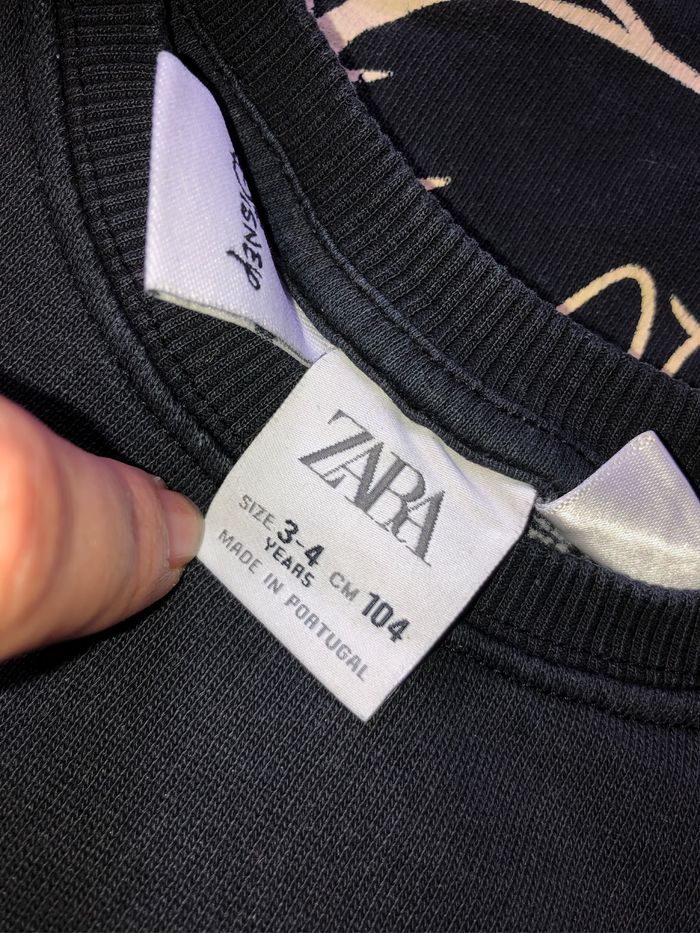 ZARA
SIZE 3-4 CM 104
YEARS
MADE IN PORTUGAL